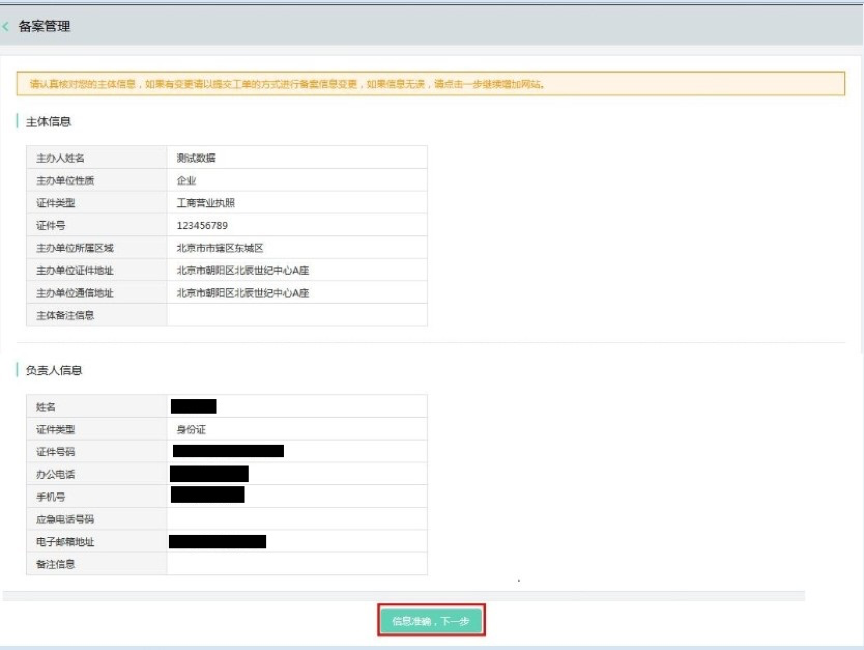 备案管理
请认真核对您的主体信息，如果有变更请以提交工单的方式进行备案信息变更，如果信息无误，请点击一步继续增加网站。
主体信息
主办人姓名 测试数据
主办单位性质 企业
证件类型 工商营业执照
证件号 123456789
主办单位所属区域 北京市市辖区东城区
主办单位证件地址 北京市朝阳区北辰世纪中心A座
主办单位通信地址 北京市朝阳区北辰世纪中心A座
主体备注信息
负责人信息
姓名
证件类型 身份证
证件号码
办公电话
手机号
应急电话号码
电子邮箱地址
备注信息
信息准确，下一步